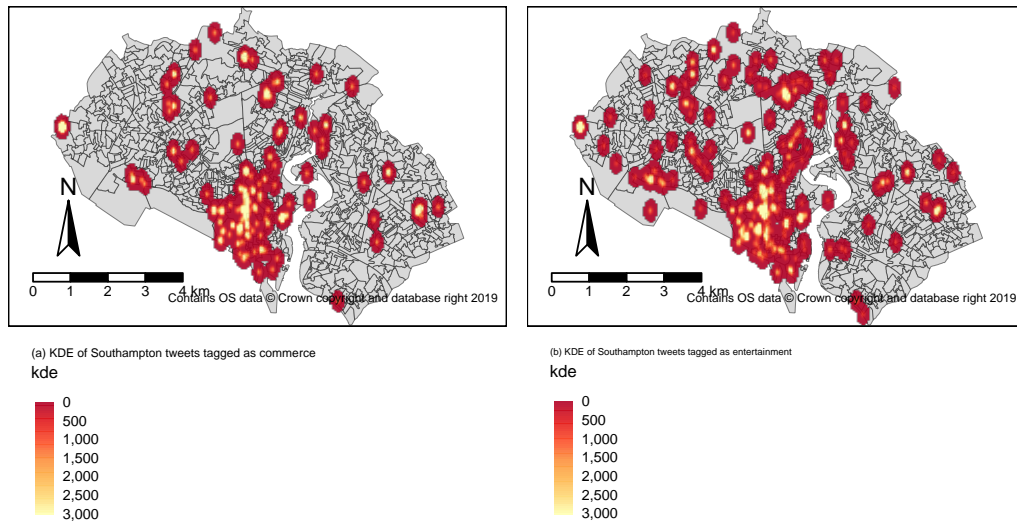 N
0 1 2 3 4 km
Contains OS data © Crown copyright and database right 2019
(a) KDE of Southampton tweets tagged as commerce
kde
0
500
1,000
1,500
2,000
2,500
3,000
N
0 1 2 3 4 km
Contains OS data © Crown copyright and database right 2019
(b) KDE of Southampton tweets tagged as entertainment
kde
0
500
1,000
1,500
2,000
2,500
3,000